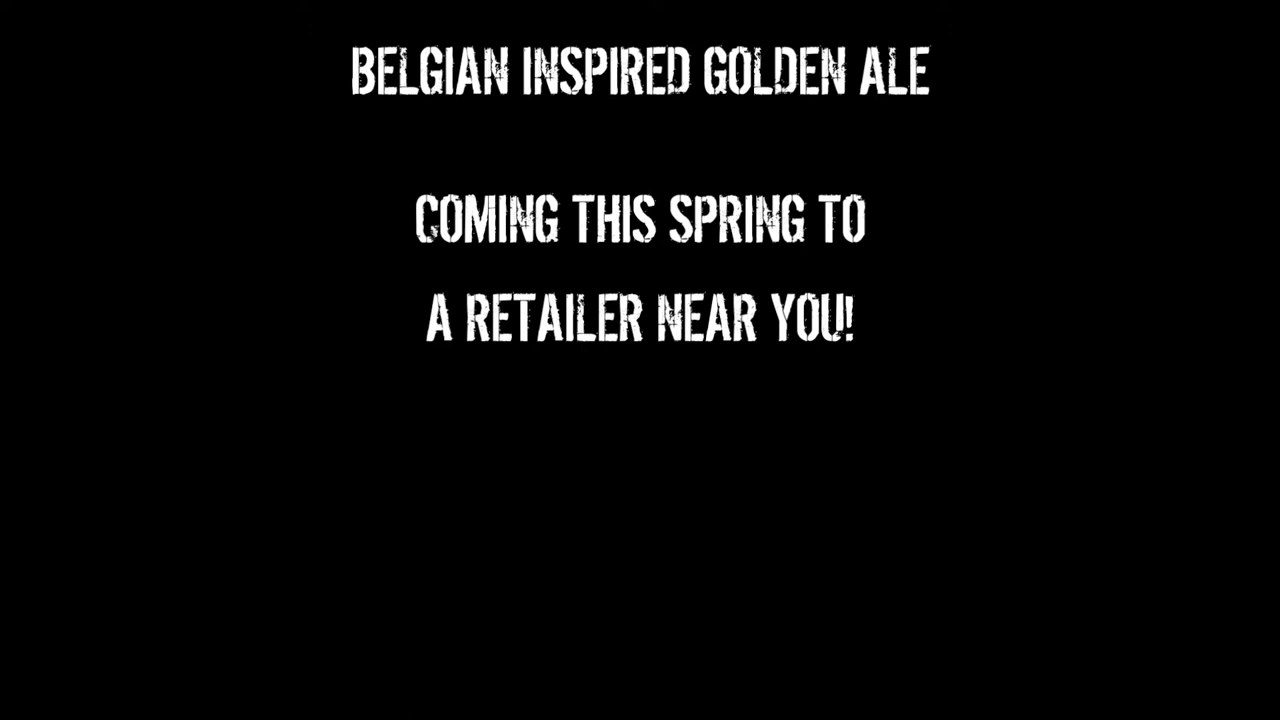 BELGIAN INSPIRED GOLDEN ALE
COMING THIS SPRING TO
A RETAILER NEAR YOU!